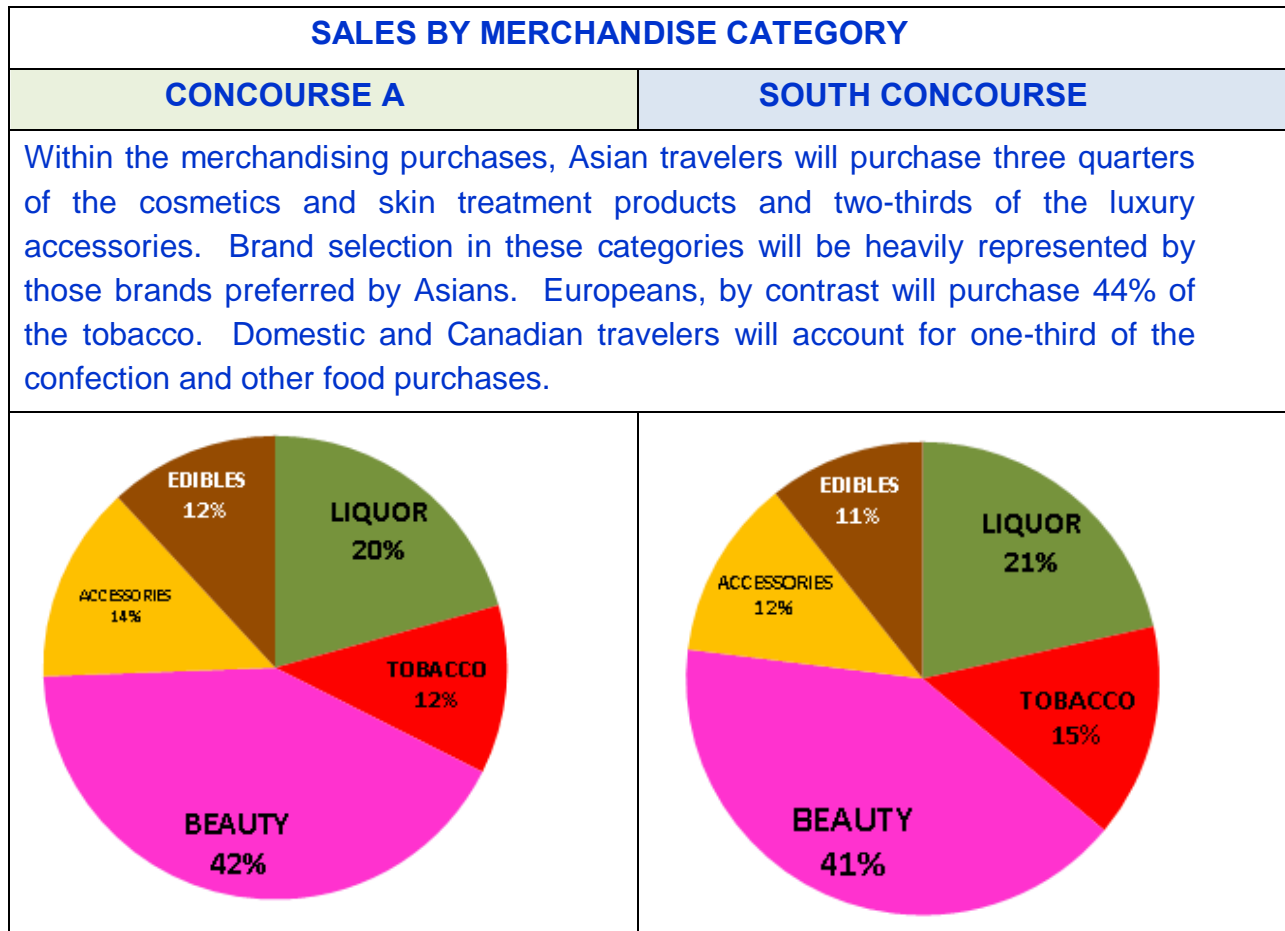 SALES BY MERCHANDISE CATEGORY
CONCOURSE A
SOUTH CONCOURSE
Within the merchandising purchases, Asian travelers will purchase three quarters
of the cosmetics and skin treatment products and two-thirds of the luxury
accessories. Brand selection in these categories will be heavily represented by
those brands preferred by Asians. Europeans, by contrast will purchase 44% of
the tobacco. Domestic and Canadian travelers will account for one-third of the
confection and other food purchases.
EDIBLES
12%
LIQUOR
20%
ACCESSORIES
14%
TOBACCO
12%
BEAUTY
42%
EDIBLES
11%
LIQUOR
21%
ACCESSORIES
12%
TOBACCO
15%
BEAUTY
41%